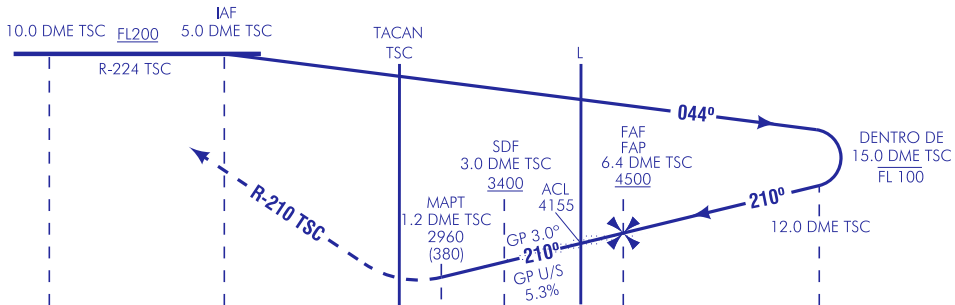 IAF
10.0 DME TSC FL200 5.0 DME TSC
R-224 TSC
TACAN
TSC
L
044º
DENTRO DE
15.0 DME TSC
FL 100
FAF
FAP
6.4 DME TSC
4500
SDF
3.0 DME TSC
3400
ACL
4155
210º
12.0 DME TSC
R-210 TSC
MAPT
1.2 DME TSC
2960
(380)
GP 3.0º
210º
GP U/S
5.3%